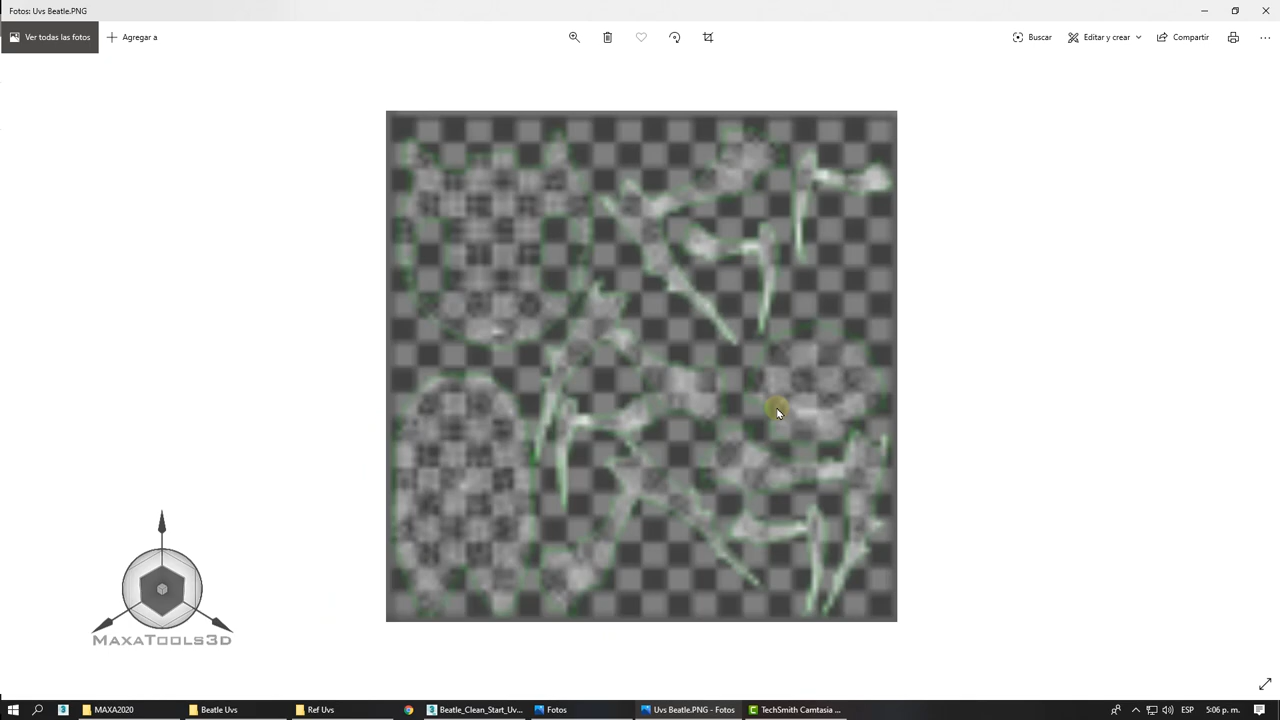 Fotos: Uvs Beatle.PNG
Ver todas las fotos
Agregar a
Buscar
Editar y crear
Compartir
MAXATOOLS3D
MAXA2020
Beatle Uvs
Ref Uvs
Beatle_Clean_Start_Uv...
Fotos
Uvs Beatle.PNG - Fotos
TechSmith Camtasia ...
ESP
5:06 p. m.